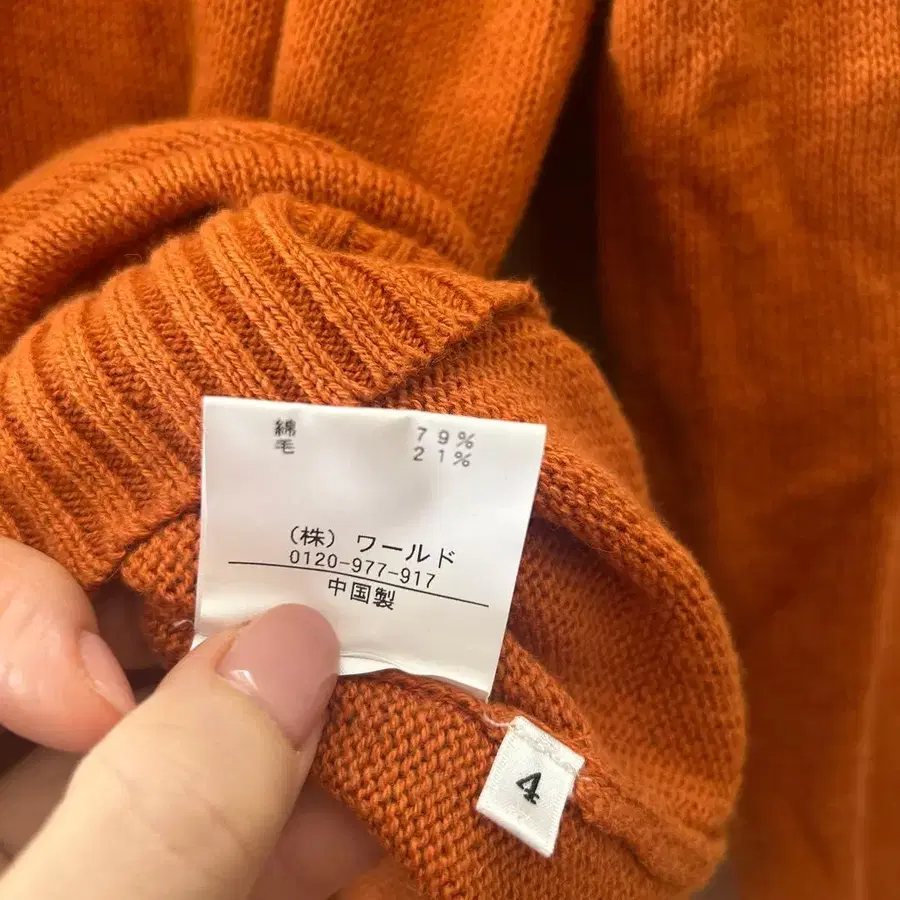 綿 79%
毛 21%
(株) ワールド
0120-977-917
中国製
4